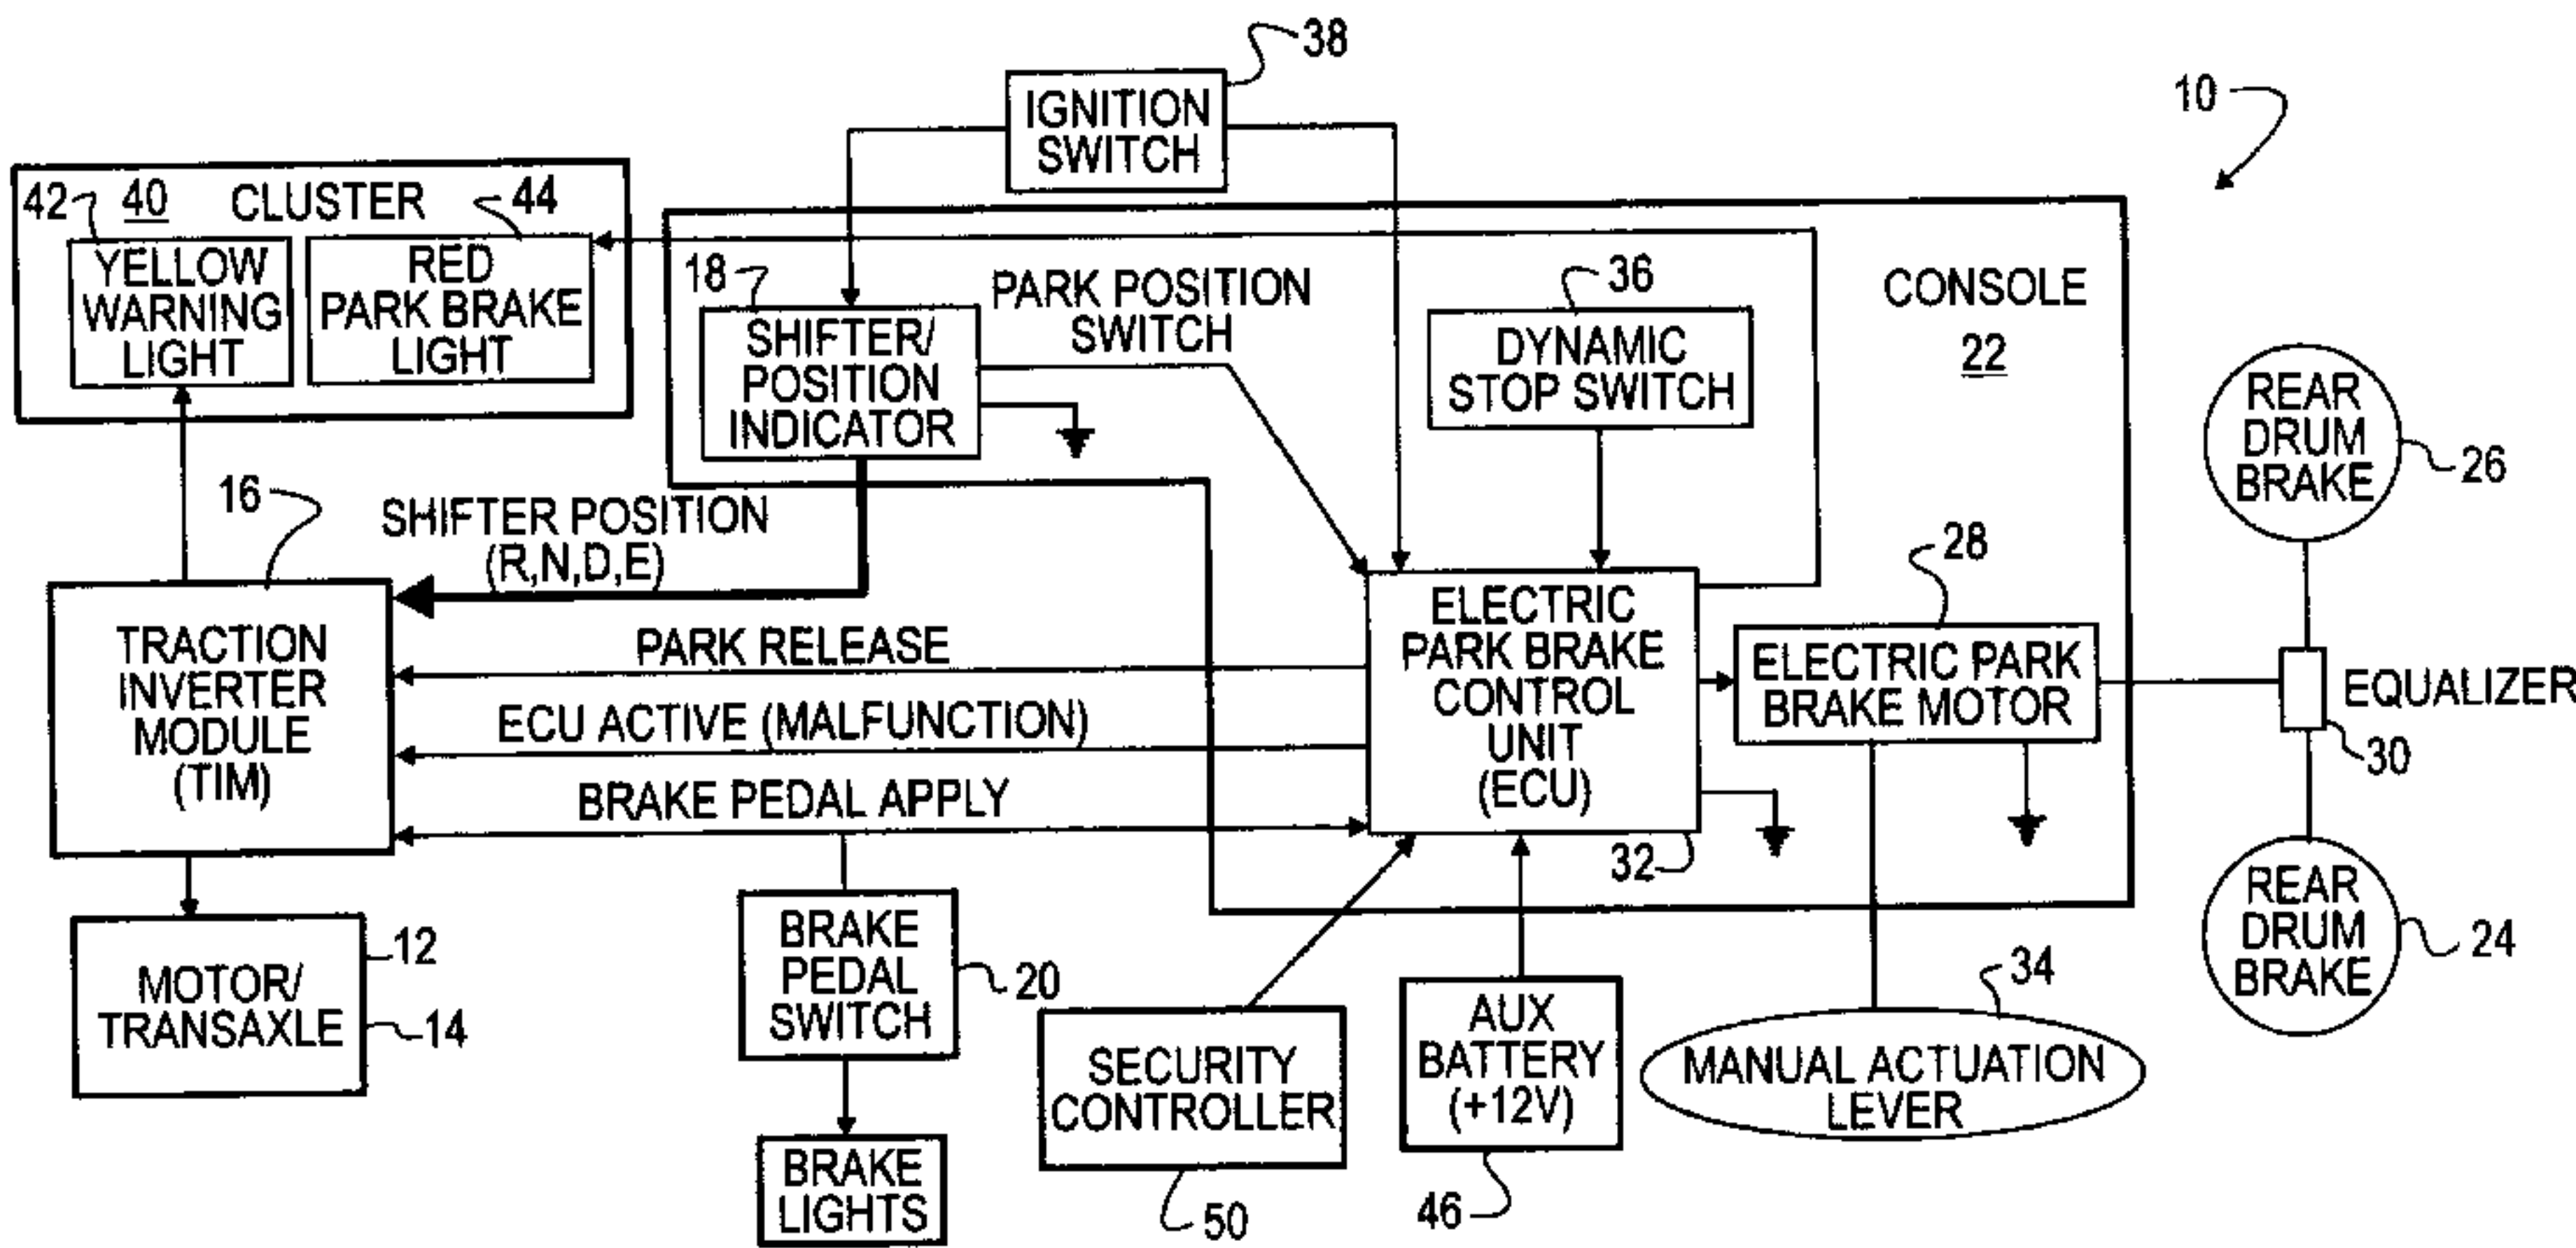 38
IGNITION
SWITCH
10
42
40
CLUSTER
44
YELLOW
WARNING
LIGHT
RED
PARK BRAKE
LIGHT
18
SHIFTER/
POSITION
INDICATOR
PARK POSITION
SWITCH
36
DYNAMIC
STOP SWITCH
CONSOLE
22
REAR
DRUM
BRAKE
26
16
SHIFTER POSITION
(R,N,D,E)
TRACTION
INVERTER
MODULE
(TIM)
PARK RELEASE
ECU ACTIVE (MALFUNCTION)
BRAKE PEDAL APPLY
ELECTRIC
PARK BRAKE
CONTROL
UNIT
(ECU)
32
28
ELECTRIC PARK
BRAKE MOTOR
EQUALIZER
30
REAR
DRUM
BRAKE
24
MOTOR/
TRANSAXLE
12
14
BRAKE
PEDAL
SWITCH
20
BRAKE
LIGHTS
SECURITY
CONTROLLER
50
AUX
BATTERY
(+12V)
46
34
MANUAL ACTUATION
LEVER